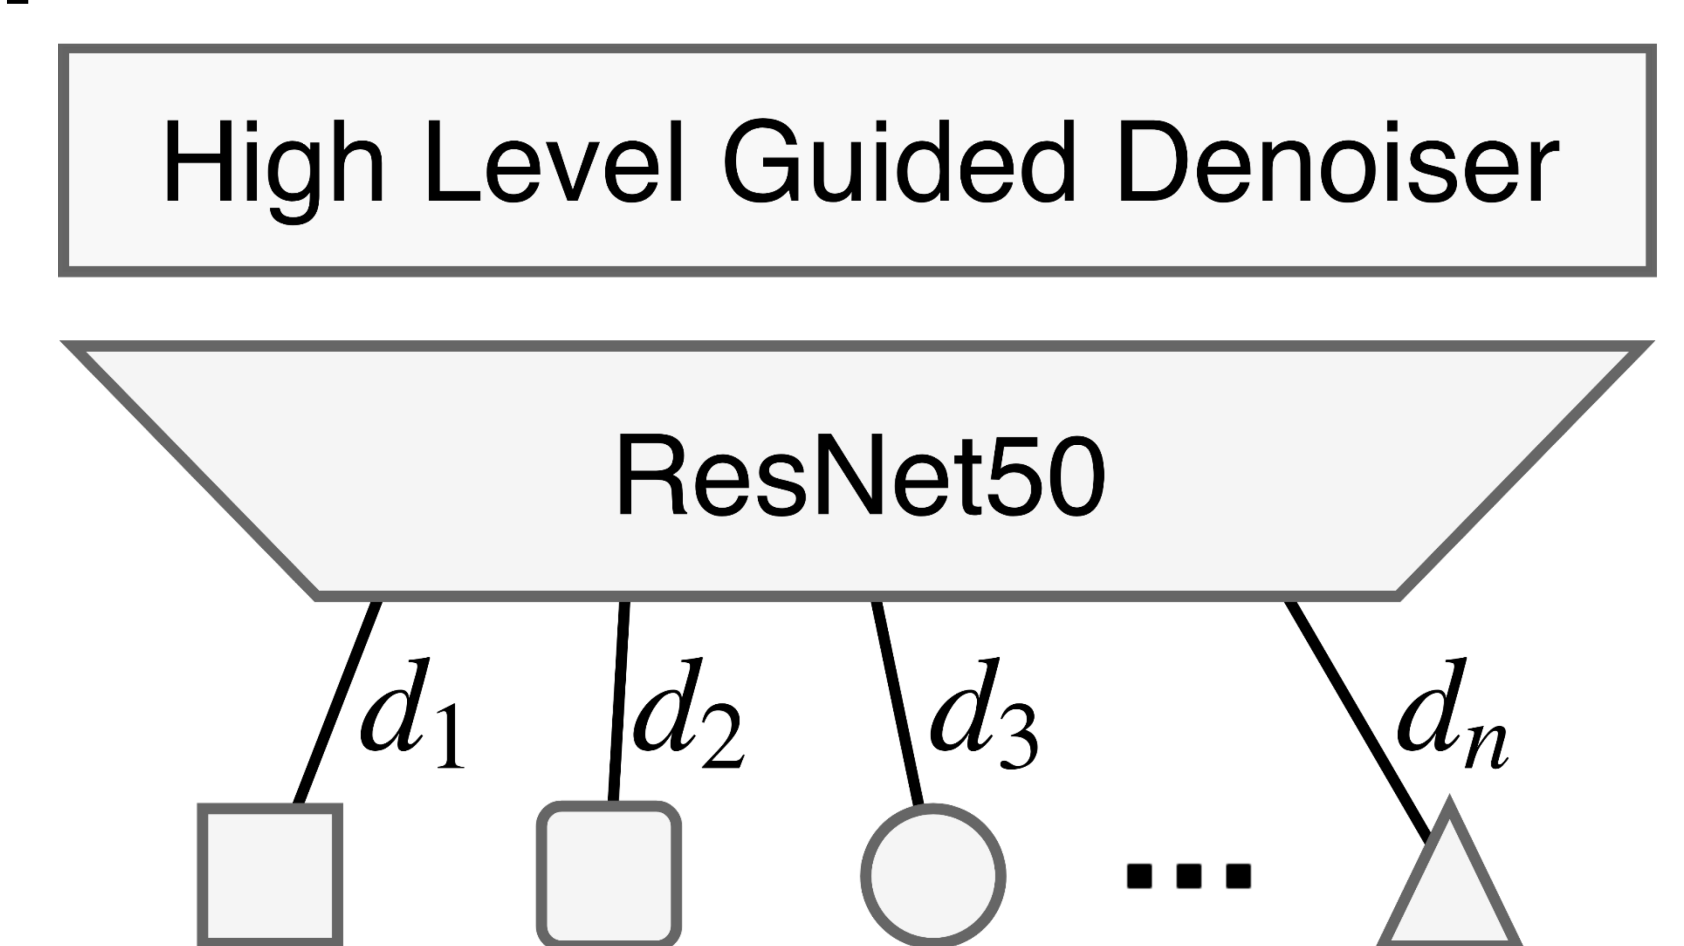 High Level Guided Denoiser
ResNet50
d₁ d₂ d₃ dₙ
...